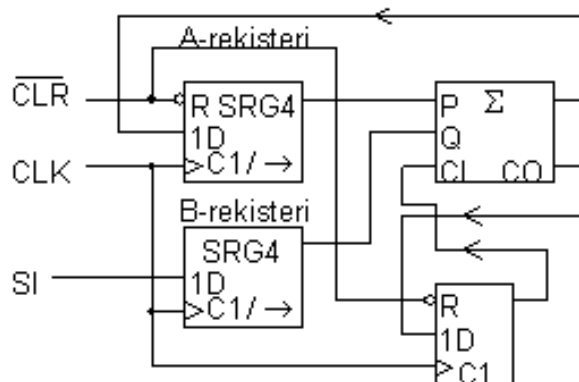 A-rekisteri
CLR
R SRG4
1D
C1/ →
CLK
P Σ
Q
CI CO
B-rekisteri
SRG4
1D
C1/ →
SI
R
1D
C1